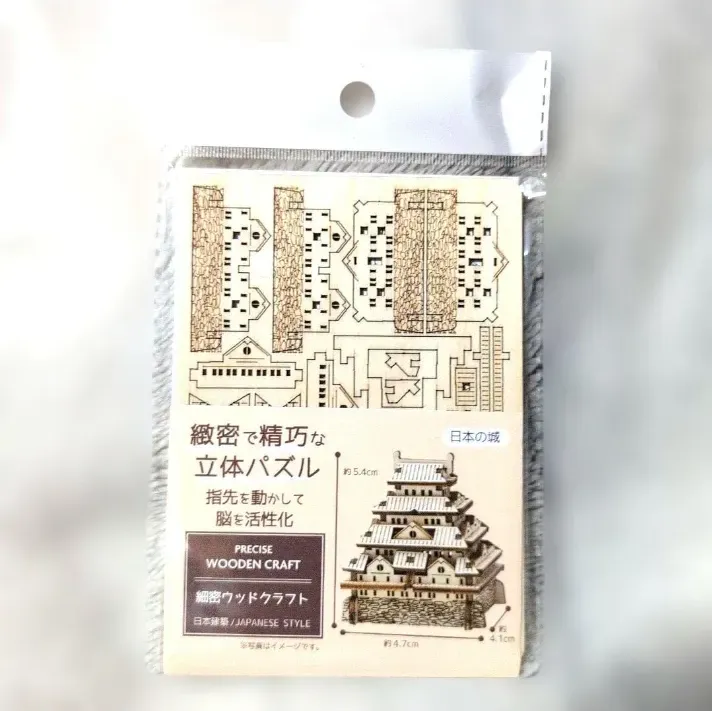 緻密で精巧な
立体パズル
指先を動かして
脳を活性化
PRECISE
WOODEN CRAFT
細密ウッドクラフト
日本建築/JAPANESE STYLE
※写真はイメージです。
日本の城
約5.4cm
約4.7cm
約
4.1cm